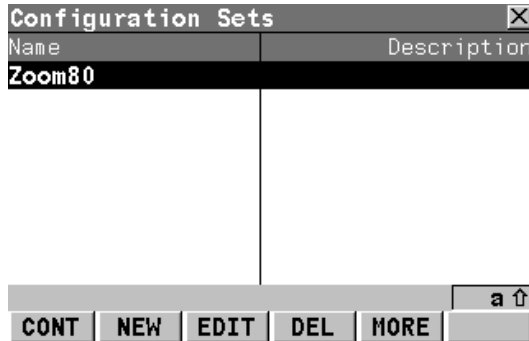 Configuration Sets
Name Description
Zoom80
a ⇧
CONT NEW EDIT DEL MORE